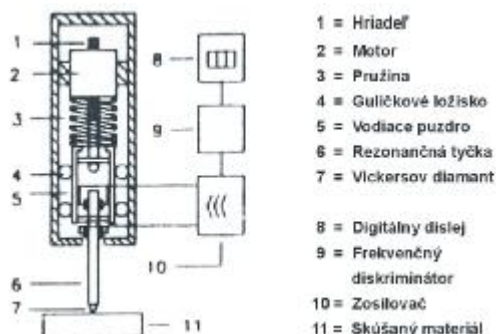 1 = Hriadeľ
2 = Motor
3 = Pružina
4 = Guličkové ložisko
5 = Vodiace puzdro
6 = Rezonančná tyčka
7 = Vickersov diamant
8 = Digitálny dislej
9 = Frekvenčný
diskriminátor
10 = Zosilovač
11 = Skúšaný materiál
1
2
3
4
5
6
7
8
9
10
11